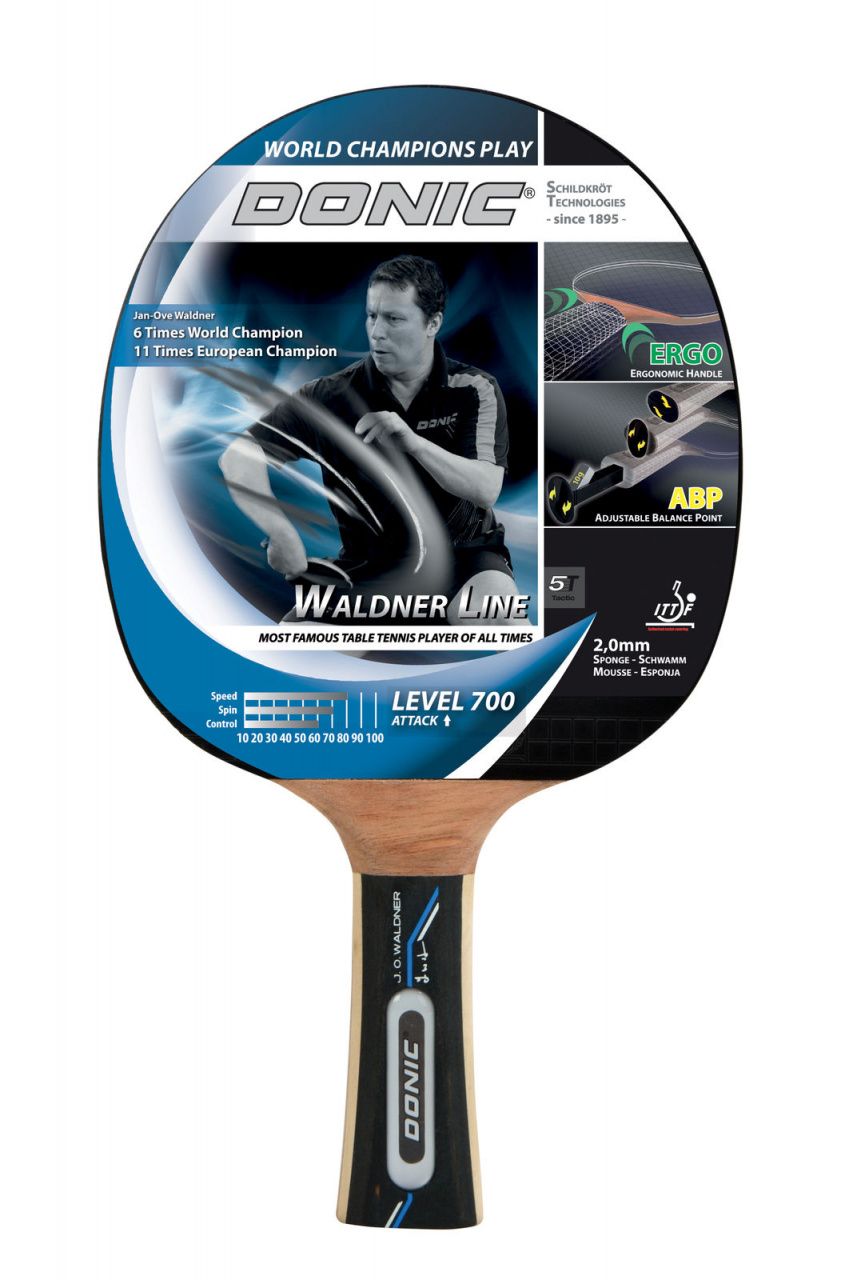 WORLD CHAMPIONS PLAY
DONIC®
SCHILDKRÖT
TECHNOLOGIES
- since 1895 -
Jan-Ove Waldner
6 Times World Champion
11 Times European Champion
DONIC
ERGO
ERGONOMIC HANDLE
10g
ABP
ADJUSTABLE BALANCE POINT
WALDNER LINE
MOST FAMOUS TABLE TENNIS PLAYER OF ALL TIMES
5T
Tactic
ITTF
2,0mm
SPONGE - SCHWAMM
MOUSSE - ESPONJA
Speed
Spin
Control
10 20 30 40 50 60 70 80 90 100
LEVEL 700
ATTACK
J. O. WALDNER
DONIC